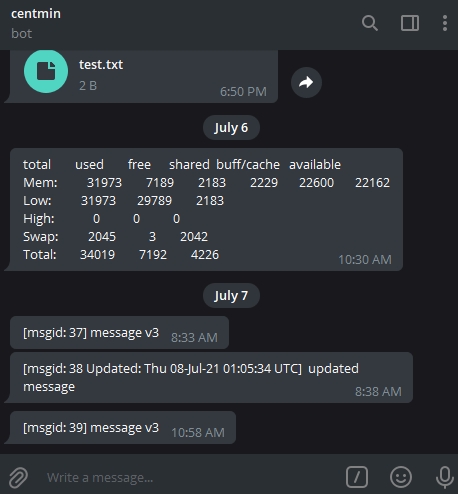 centmin
bot
test.txt
2 B
6:50 PM
July 6
total used free shared buff/cache available
Mem: 31973 7189 2183 2229 22600 22162
Low: 31973 29789 2183
High: 0 0 0
Swap: 2045 3 2042
Total: 34019 7192 4226
10:30 AM
July 7
[msgid: 37] message v3 8:33 AM
[msgid: 38 Updated: Thu 08-Jul-21 01:05:34 UTC] updated
message
8:38 AM
[msgid: 39] message v3 10:58 AM
Write a message...